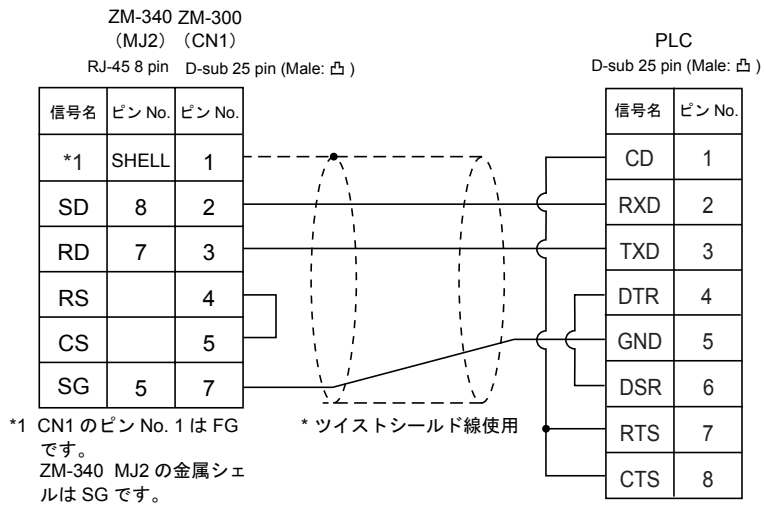 ZM-340 ZM-300
（MJ2）（CN1）
RJ-45 8 pin D-sub 25 pin (Male: 凸 )
信号名 ピン No. ピン No.
*1 SHELL 1
SD 8 2
RD 7 3
RS 4
CS 5
SG 5 7
*1 CN1 のピン No. 1 は FG
です。
ZM-340 MJ2 の金属シェ
ルは SG です。
* ツイストシールド線使用
PLC
D-sub 25 pin (Male: 凸 )
信号名 ピン No.
CD 1
RXD 2
TXD 3
DTR 4
GND 5
DSR 6
RTS 7
CTS 8